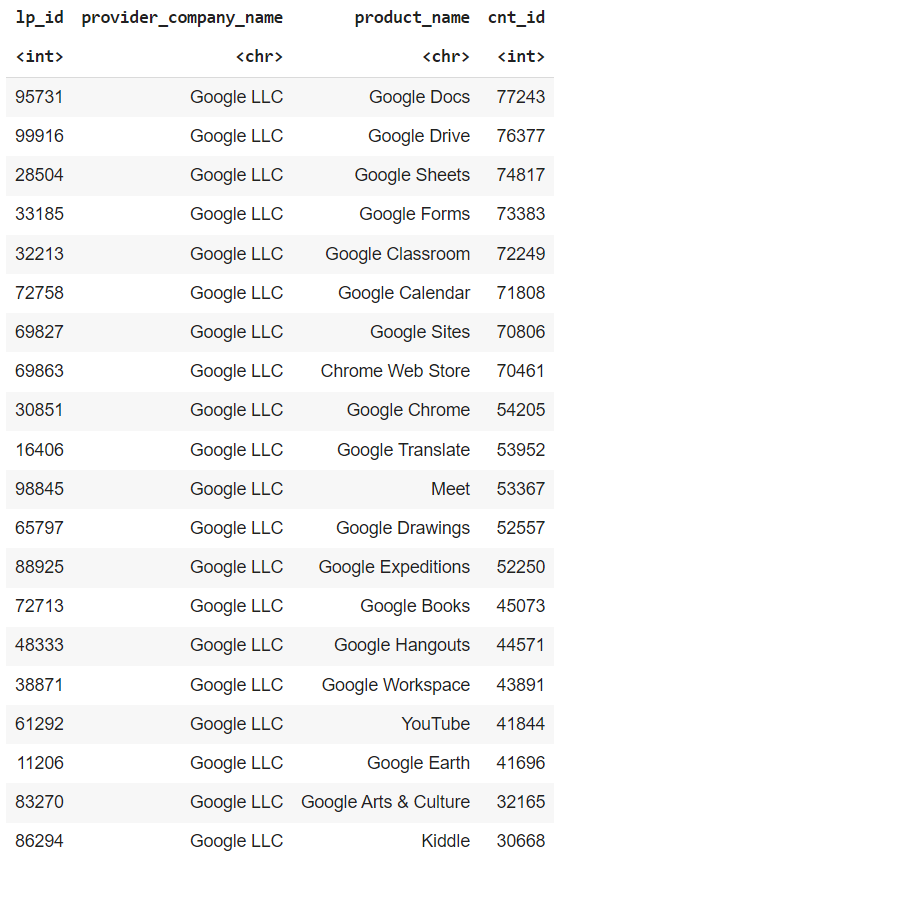 lp_id provider_company_name product_name cnt_id
<int> <chr> <chr> <int>
95731 Google LLC Google Docs 77243
99916 Google LLC Google Drive 76377
28504 Google LLC Google Sheets 74817
33185 Google LLC Google Forms 73383
32213 Google LLC Google Classroom 72249
72758 Google LLC Google Calendar 71808
69827 Google LLC Google Sites 70806
69863 Google LLC Chrome Web Store 70461
30851 Google LLC Google Chrome 54205
16406 Google LLC Google Translate 53952
98845 Google LLC Meet 53367
65797 Google LLC Google Drawings 52557
88925 Google LLC Google Expeditions 52250
72713 Google LLC Google Books 45073
48333 Google LLC Google Hangouts 44571
38871 Google LLC Google Workspace 43891
61292 Google LLC YouTube 41844
11206 Google LLC Google Earth 41696
83270 Google LLC Google Arts & Culture 32165
86294 Google LLC Kiddle 30668